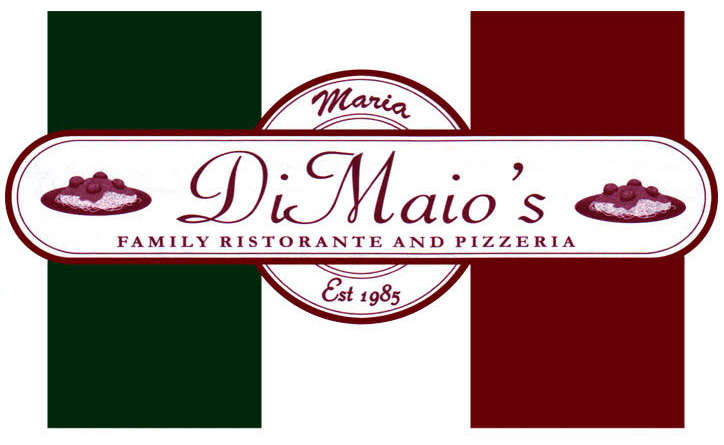 Maria
DiMaio's
FAMILY RISTORANTE AND PIZZERIA
Est 1985